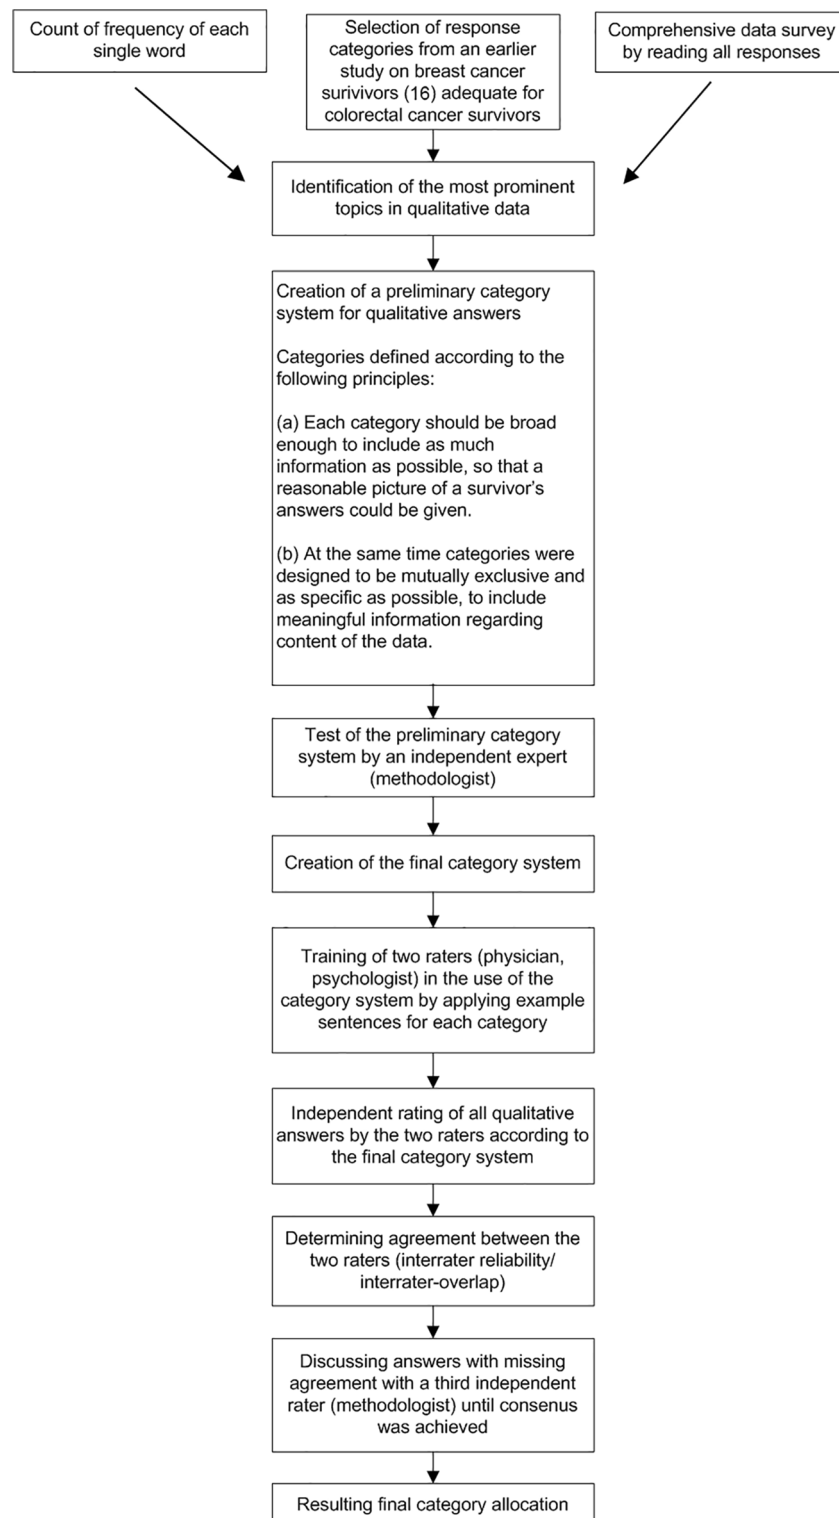 Count of frequency of each
single word
Selection of response
categories from an earlier
study on breast cancer
surivivors (16) adequate for
colorectal cancer survivors
Comprehensive data survey
by reading all responses
Identification of the most prominent
topics in qualitative data
Creation of a preliminary category
system for qualitative answers
Categories defined according to the
following principles:
(a) Each category should be broad
enough to include as much
information as possible, so that a
reasonable picture of a survivor's
answers could be given.
(b) At the same time categories were
designed to be mutually exclusive and
as specific as possible, to include
meaningful information regarding
content of the data.
Test of the preliminary category
system by an independent expert
(methodologist)
Creation of the final category system
Training of two raters (physician,
psychologist) in the use of the
category system by applying example
sentences for each category
Independent rating of all qualitative
answers by the two raters according to
the final category system
Determining agreement between the
two raters (interrater reliability/
interrater-overlap)
Discussing answers with missing
agreement with a third independent
rater (methodologist) until consenus
was achieved
Resulting final category allocation